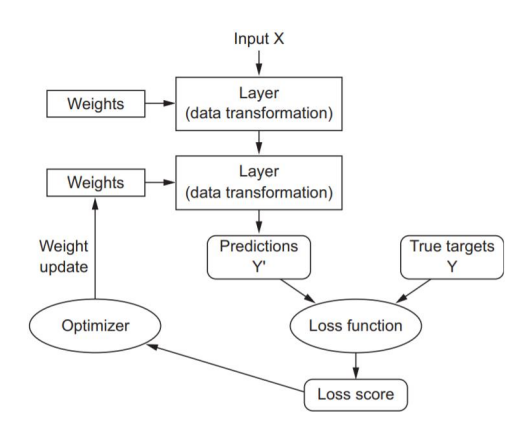 Input X
Layer
(data transformation)
Weights
Layer
(data transformation)
Weights
Predictions
Y'
True targets
Y
Weight
update
Optimizer
Loss function
Loss score